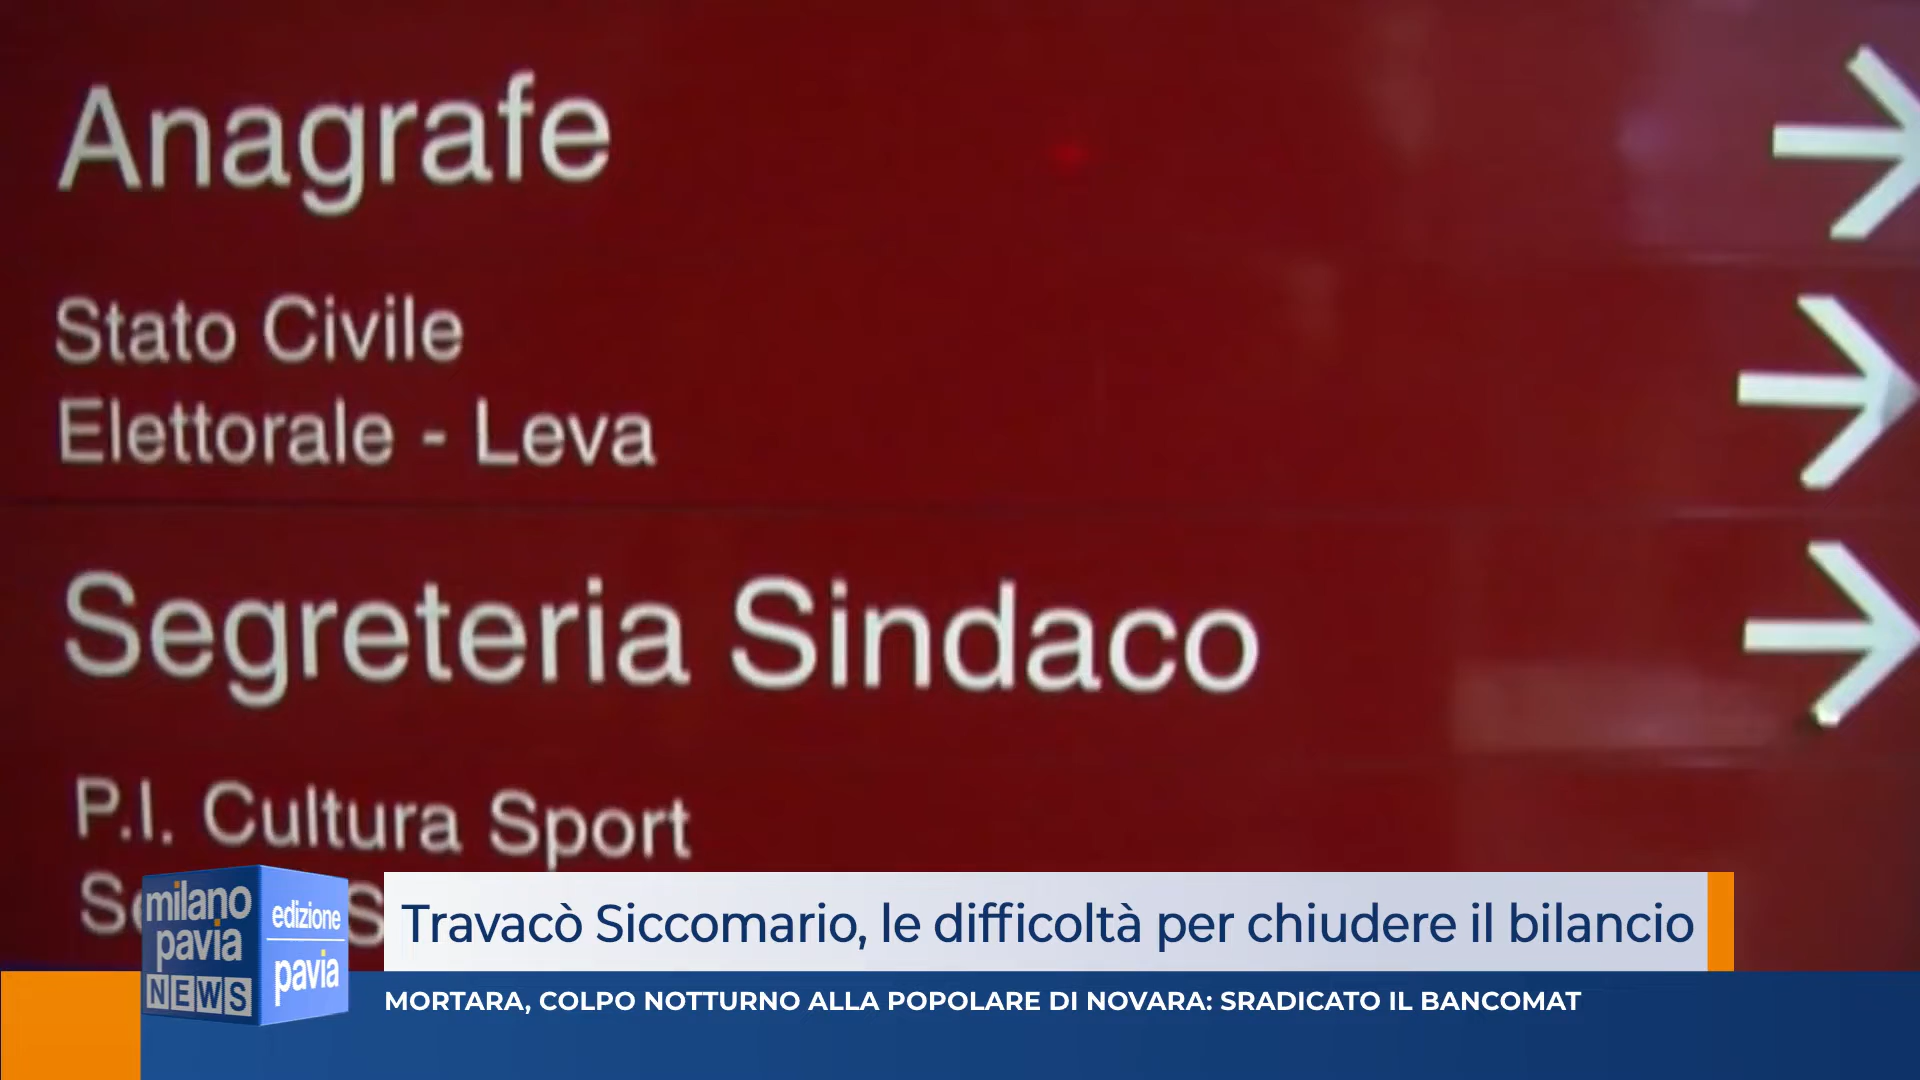 Anagrafe
Stato Civile
Elettorale - Leva
Segreteria Sindaco
P.I. Cultura Sport
milano
pavia
NEWS
edizione
pavia
Travacò Siccomario, le difficoltà per chiudere il bilancio
MORTARA, COLPO NOTTURNO ALLA POPOLARE DI NOVARA: SRADICATO IL BANCOMAT